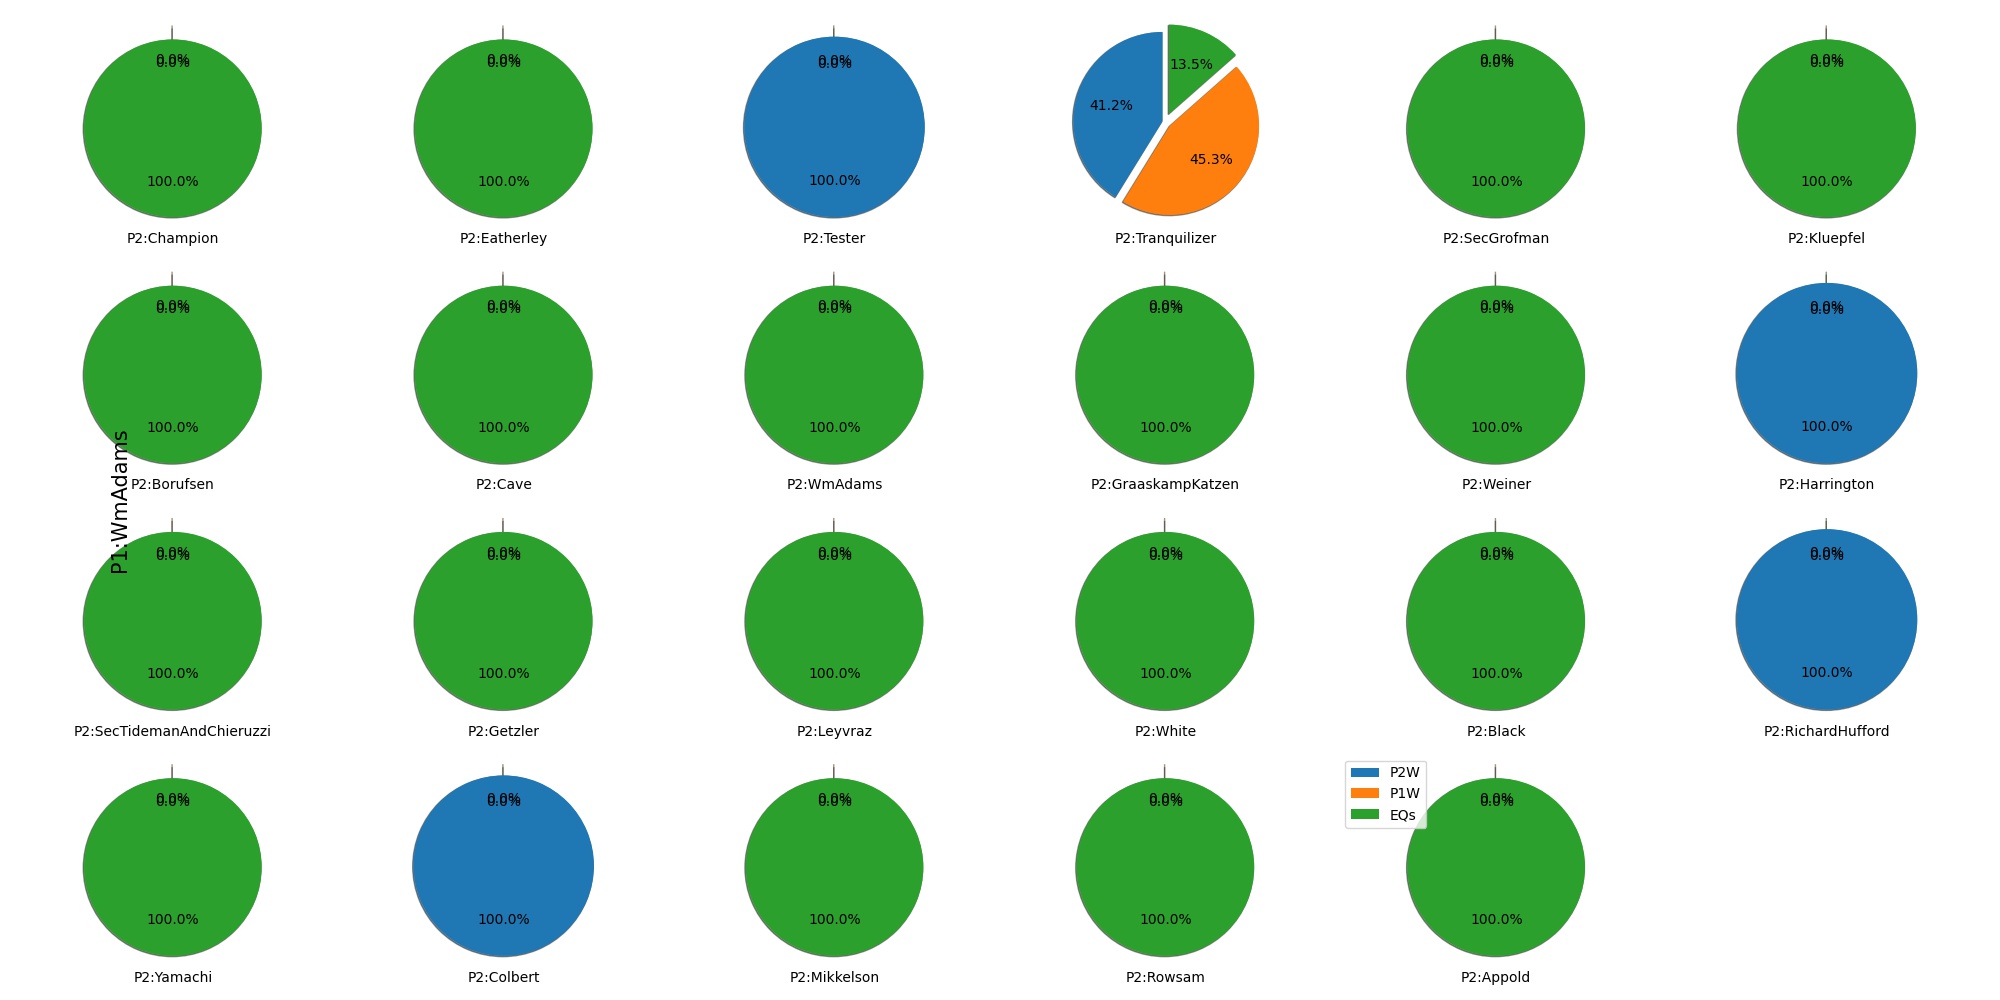 0.0% 0.0% 100.0% P2:Champion
0.0% 0.0% 100.0% P2:Eatherley
0.0% 0.0% 100.0% P2:Tester
41.2% 45.3% 13.5% P2:Tranquilizer
0.0% 0.0% 100.0% P2:SecGrofman
0.0% 0.0% 100.0% P2:Kluepfel
0.0% 0.0% 100.0% P2:Borufsen
0.0% 0.0% 100.0% P2:Cave
0.0% 0.0% 100.0% P2:WmAdams
0.0% 0.0% 100.0% P2:GraaskampKatzen
0.0% 0.0% 100.0% P2:Weiner
0.0% 0.0% 100.0% P2:Harrington
P1:WmAdams
0.0% 0.0% 100.0% P2:SecTidemanAndChieruzzi
0.0% 0.0% 100.0% P2:Getzler
0.0% 0.0% 100.0% P2:Leyvraz
0.0% 0.0% 100.0% P2:White
0.0% 0.0% 100.0% P2:Black
0.0% 0.0% 100.0% P2:RichardHufford
0.0% 0.0% 100.0% P2:Yamachi
0.0% 0.0% 100.0% P2:Colbert
0.0% 0.0% 100.0% P2:Mikkelson
0.0% 0.0% 100.0% P2:Rowsam
P2W
P1W
EQs
0.0% 0.0% 100.0% P2:Appold